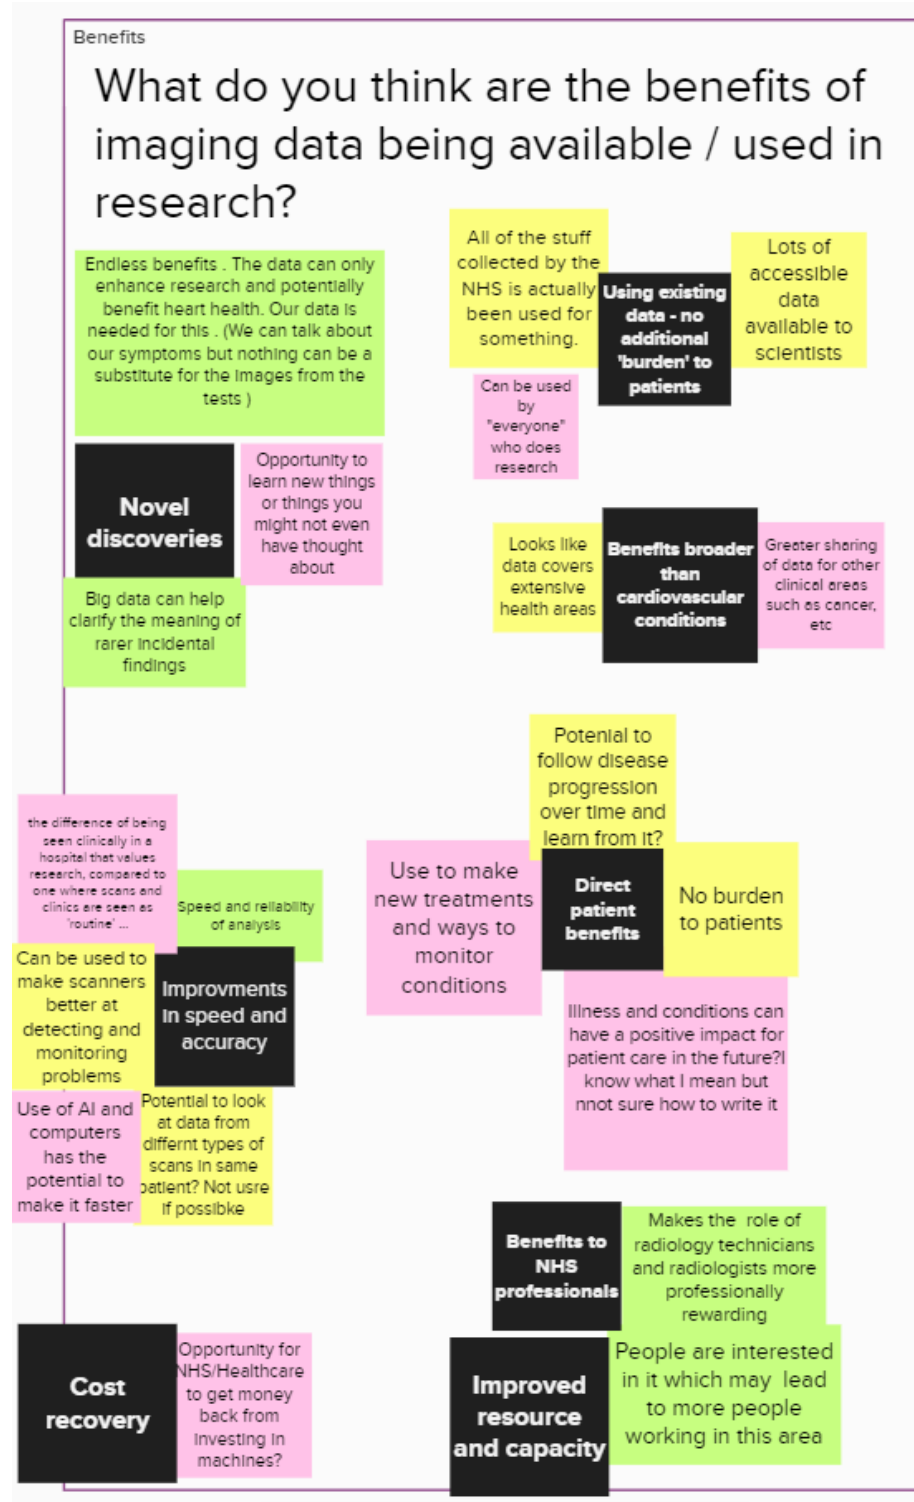 Benefits
What do you think are the benefits of
imaging data being available / used in
research?
Endless benefits . The data can only
enhance research and potentially
benefit heart health. Our data is
needed for this . (We can talk about
our symptoms but nothing can be a
substitute for the images from the
tests )
Novel
discoveries
Opportunity to
learn new things
or things you
might not even
have thought
about
Big data can help
clarify the meaning of
rarer incidental
findings
All of the stuff
collected by the
NHS is actually
been used for
something.
Using existing
data - no
additional
'burden' to
patients
Lots of
accessible
data
available to
scientists
Can be used
by
"everyone"
who does
research
Looks like
data covers
extensive
health areas
Benefits broader
than
cardiovascular
conditions
Greater sharing
of data for other
clinical areas
such as cancer,
etc
the difference of being
seen clinically in a
hospital that values
research, compared to
one where scans and
clinics are seen as
'routine' ...
Speed and reliability
of analysis
Can be used to
make scanners
better at
detecting and
monitoring
problems
Improvments
in speed and
accuracy
Use of AI and
computers
has the
potential to
make it faster
Potential to look
at data from
differnt types of
scans in same
patient? Not usre
if possibke
Potenial to
follow disease
progression
over time and
learn from it?
Use to make
new treatments
and ways to
monitor
conditions
Direct
patient
benefits
No burden
to patients
Illness and conditions can
have a positive impact for
patient care in the future?I
know what I mean but
nnot sure how to write it
Benefits to
NHS
professionals
Makes the role of
radiology technicians
and radiologists more
professionally
rewarding
Cost
recovery
Opportunity for
NHS/Healthcare
to get money
back from
investing in
machines?
Improved
resource
and capacity
People are interested
in it which may lead
to more people
working in this area